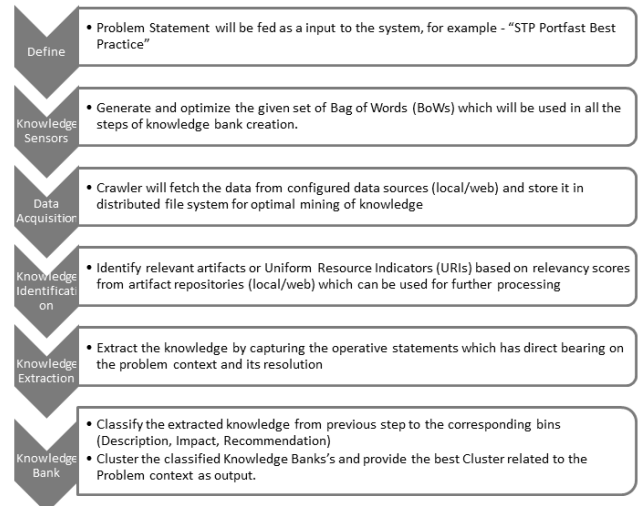 Define
• Problem Statement will be fed as a input to the system, for example - “STP Portfast Best
Practice”
Knowledge
Sensors
• Generate and optimize the given set of Bag of Words (BoWs) which will be used in all the
steps of knowledge bank creation.
Data
Acquisition
• Crawler will fetch the data from configured data sources (local/web) and store it in
distributed file system for optimal mining of knowledge
Knowledge
Identificati
on
• Identify relevant artifacts or Uniform Resource Indicators (URIs) based on relevancy scores
from artifact repositories (local/web) which can be used for further processing
Knowledge
Extraction
• Extract the knowledge by capturing the operative statements which has direct bearing on
the problem context and its resolution
Knowledge
Bank
• Classify the extracted knowledge from previous step to the corresponding bins
(Description, Impact, Recommendation)
• Cluster the classified Knowledge Banks’s and provide the best Cluster related to the
Problem context as output.